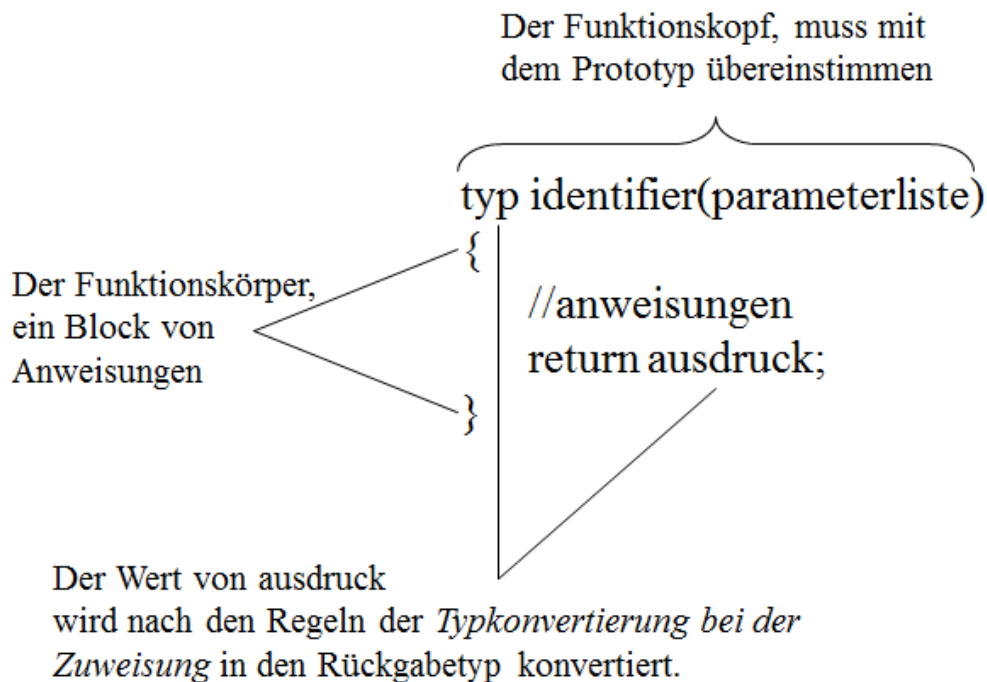 Der Funktionskopf, muss mit
dem Prototyp übereinstimmen
typ identifier(parameterliste)
{
Der Funktionskörper,
ein Block von
Anweisungen
//anweisungen
return ausdruck;
}
Der Wert von ausdruck
wird nach den Regeln der Typkonvertierung bei der
Zuweisung in den Rückgabetyp konvertiert.